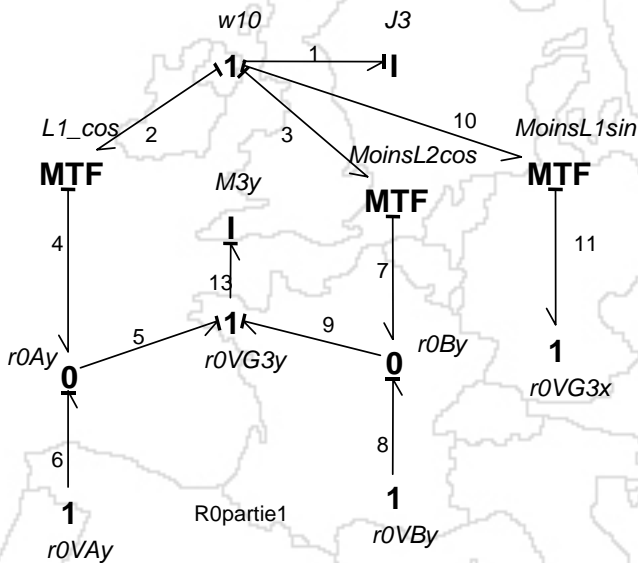 w10 J3
1 1 I
L1_cos 2 3 10 MoinsL1sin
MoinsL2cos
MTF M3y MTF MTF
I
4 7 11
13
5 1 9 1
r0Ay r0VG3y r0By r0VG3x
0 0
6 8
1 R0partie1 1
r0VAy r0VBy